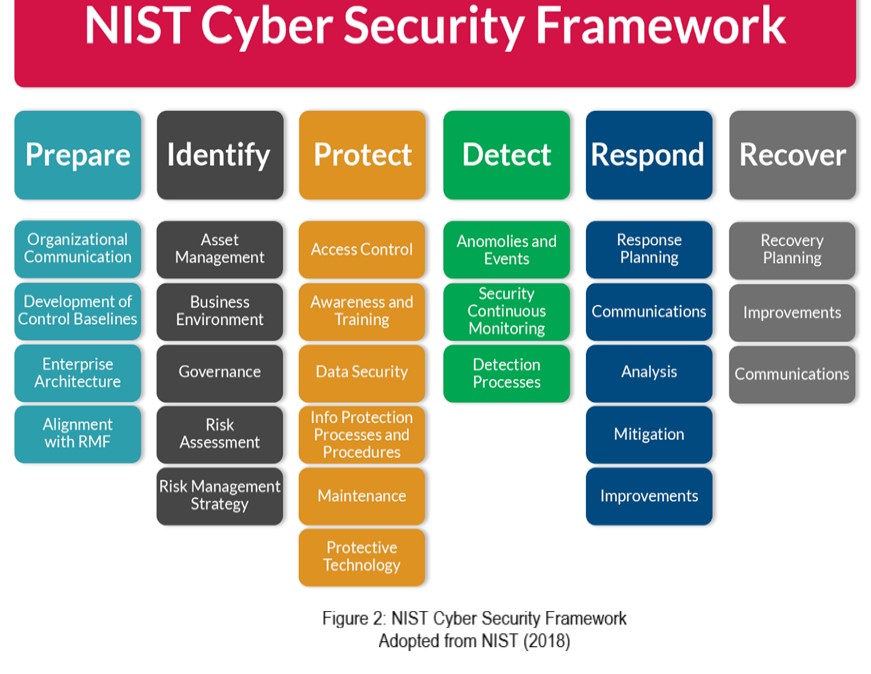 NIST Cyber Security Framework
Prepare
Identify
Protect
Detect
Respond
Recover
Organizational
Communication
Development of
Control Baselines
Enterprise
Architecture
Alignment
with RMF
Asset
Management
Business
Environment
Governance
Risk
Assessment
Risk Management
Strategy
Access Control
Awareness and
Training
Data Security
Info Protection
Processes and
Procedures
Maintenance
Protective
Technology
Anomolies and
Events
Security
Continuous
Monitoring
Detection
Processes
Response
Planning
Communications
Analysis
Mitigation
Improvements
Recovery
Planning
Improvements
Communications
Figure 2: NIST Cyber Security Framework
Adopted from NIST (2018)